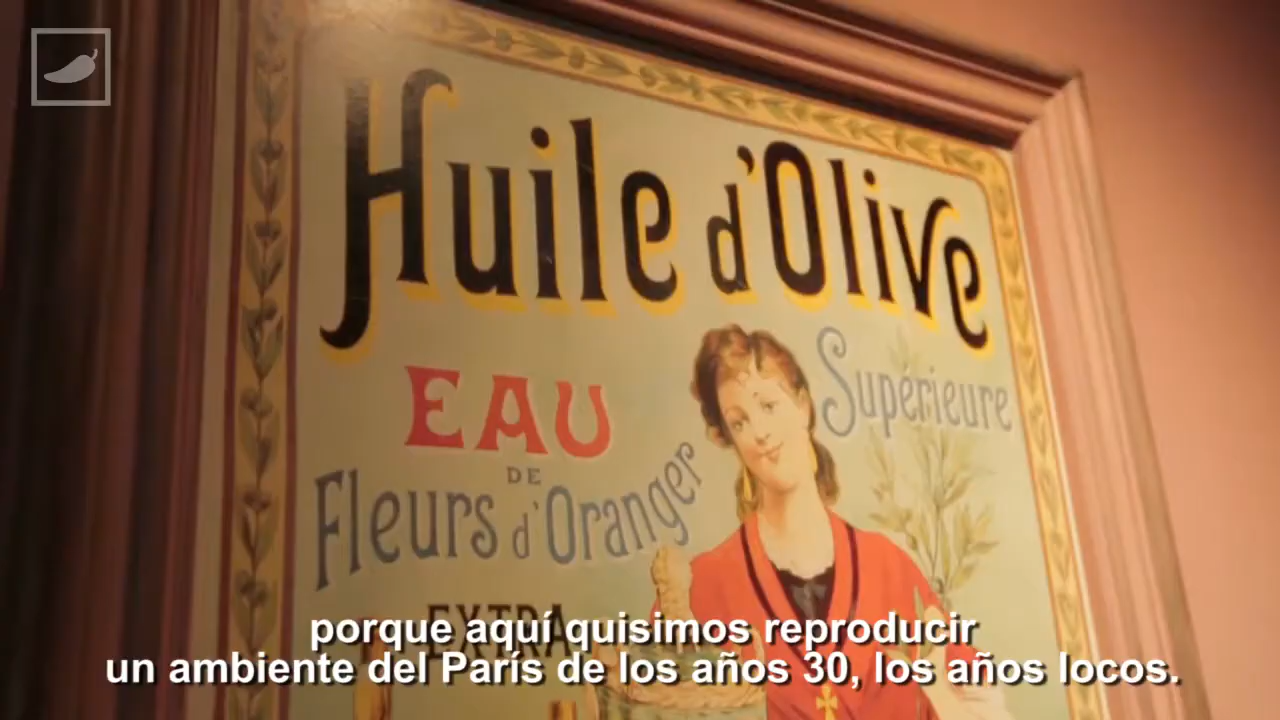 Huile d'Olive
Supérieure
EAU
DE
Fleurs d'Oranger
EXTRA
porque aquí quisimos reproducir
un ambiente del París de los años 30, los años locos.